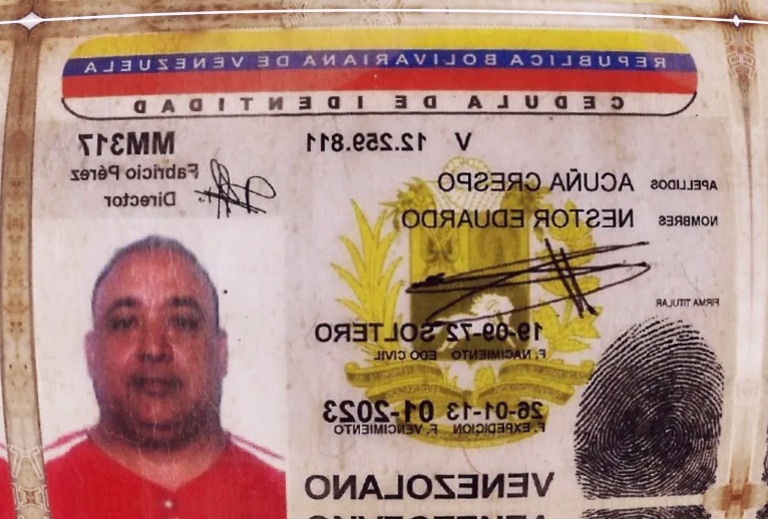 REPUBLICA BOLIVARIANA DE VENEZUELA
CEDULA DE IDENTIDAD
V 12.259.811
MM317
Fabricio Pérez
Director
APELLIDOS ACUÑA CRESPO
NOMBRES NESTOR EDUARDO
FIRMA TITULAR
19-09-72 SOLTERO
F. NACIMIENTO EDO CIVIL
26-01-13 01-2023
F. EXPEDICION F. VENCIMIENTO
VENEZOLANO